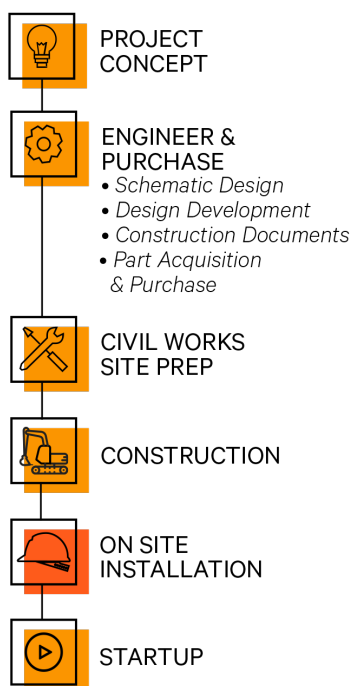 PROJECT
CONCEPT
ENGINEER &
PURCHASE
• Schematic Design
• Design Development
• Construction Documents
• Part Acquisition
& Purchase
CIVIL WORKS
SITE PREP
CONSTRUCTION
ON SITE
INSTALLATION
STARTUP